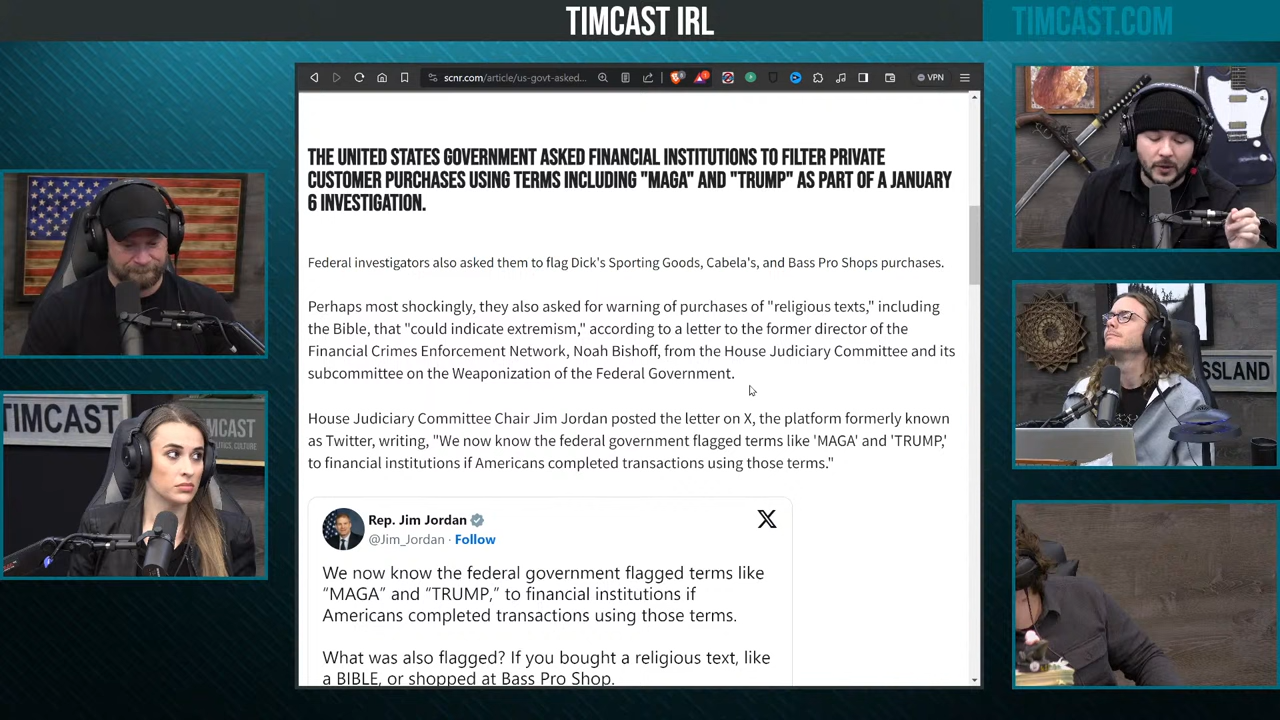 TIMCAST IRL
TIMCAST.COM
scnr.com/article/us-govt-asked...
VPN
THE UNITED STATES GOVERNMENT ASKED FINANCIAL INSTITUTIONS TO FILTER PRIVATE
CUSTOMER PURCHASES USING TERMS INCLUDING "MAGA" AND "TRUMP" AS PART OF A JANUARY
6 INVESTIGATION.
Federal investigators also asked them to flag Dick's Sporting Goods, Cabela's, and Bass Pro Shops purchases.
Perhaps most shockingly, they also asked for warning of purchases of "religious texts," including
the Bible, that "could indicate extremism," according to a letter to the former director of the
Financial Crimes Enforcement Network, Noah Bishoff, from the House Judiciary Committee and its
subcommittee on the Weaponization of the Federal Government.
House Judiciary Committee Chair Jim Jordan posted the letter on X, the platform formerly known
as Twitter, writing, "We now know the federal government flagged terms like 'MAGA' and 'TRUMP,'
to financial institutions if Americans completed transactions using those terms."
Rep. Jim Jordan
@Jim_Jordan · Follow
We now know the federal government flagged terms like
“MAGA” and “TRUMP,” to financial institutions if
Americans completed transactions using those terms.
What was also flagged? If you bought a religious text, like
a BIBLE, or shopped at Bass Pro Shop.
TIMCAST
TIMCAST
SSLAND